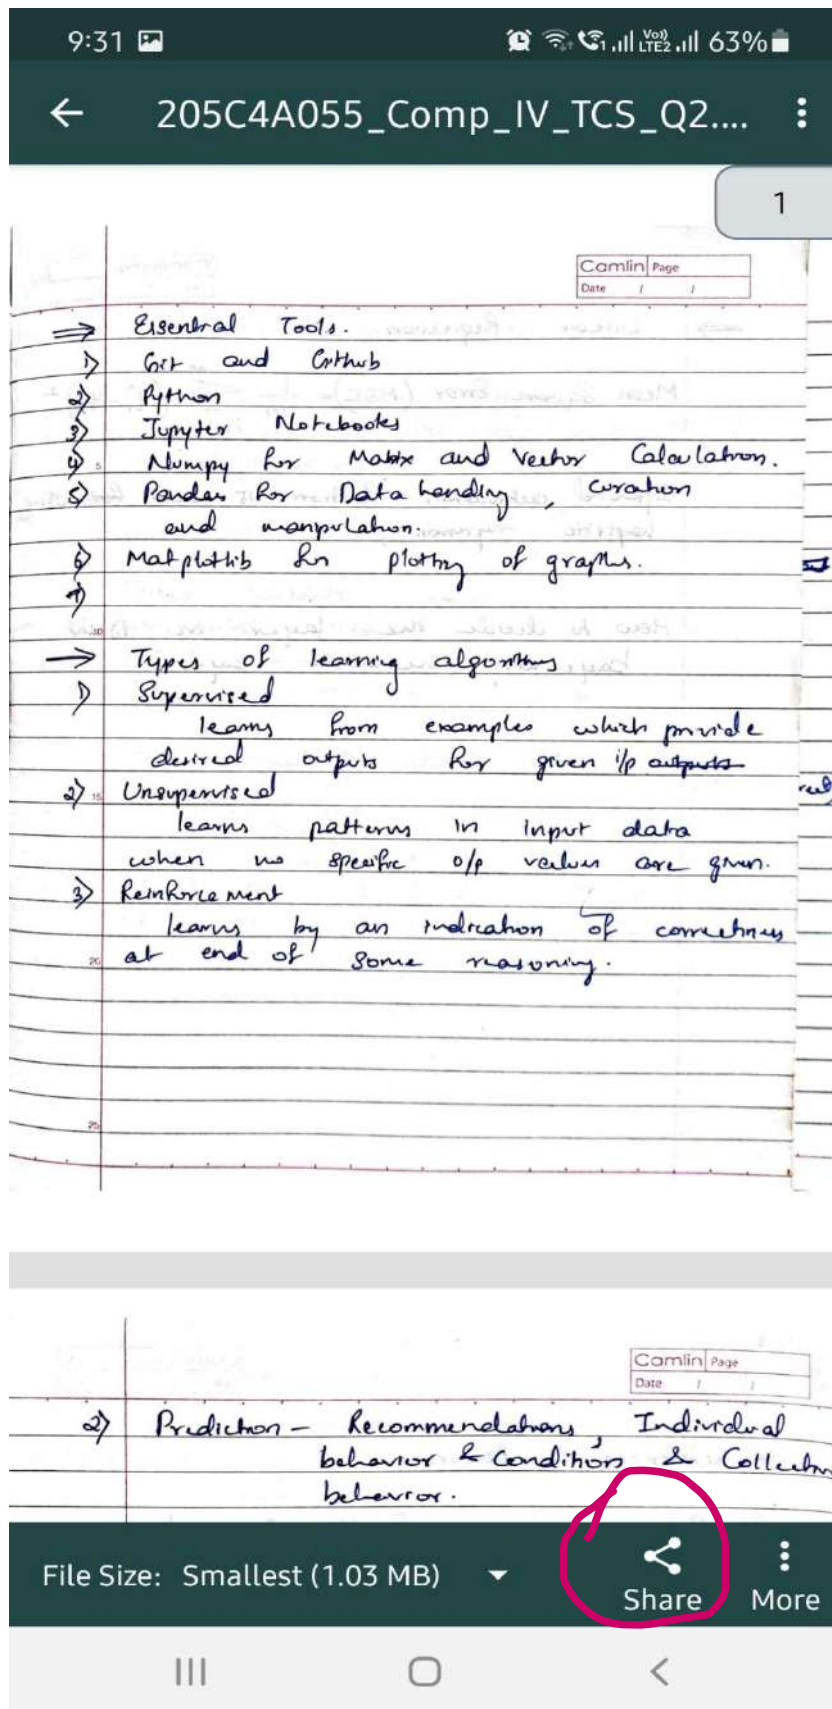 9:31 63%
205C4A055_Comp_IV_TCS_Q2....
1
Camlin Page
Date / /
⇒ Essential Tools.
1) Git and Github
2) Python
3) Jupyter Notebooks
4) Numpy for Matrix and Vector Calculation.
5) Pandas for Data handling, curation
and manipulation.
6) Matplotlib for plotting of graphs.
7)
→ Types of learning algorithms
1) Supervised
learns from examples which provide
desired outputs for given i/p outputs
2) Unsupervised
learns patterns in input data
when no specific o/p values are given.
3) Reinforcement
learns by an indication of correctness
at end of some reasoning.
Camlin Page
Date / /
2) Prediction - Recommendations, Individual
behavior & Conditions & Collective
behavior.
File Size: Smallest (1.03 MB)
Share
More